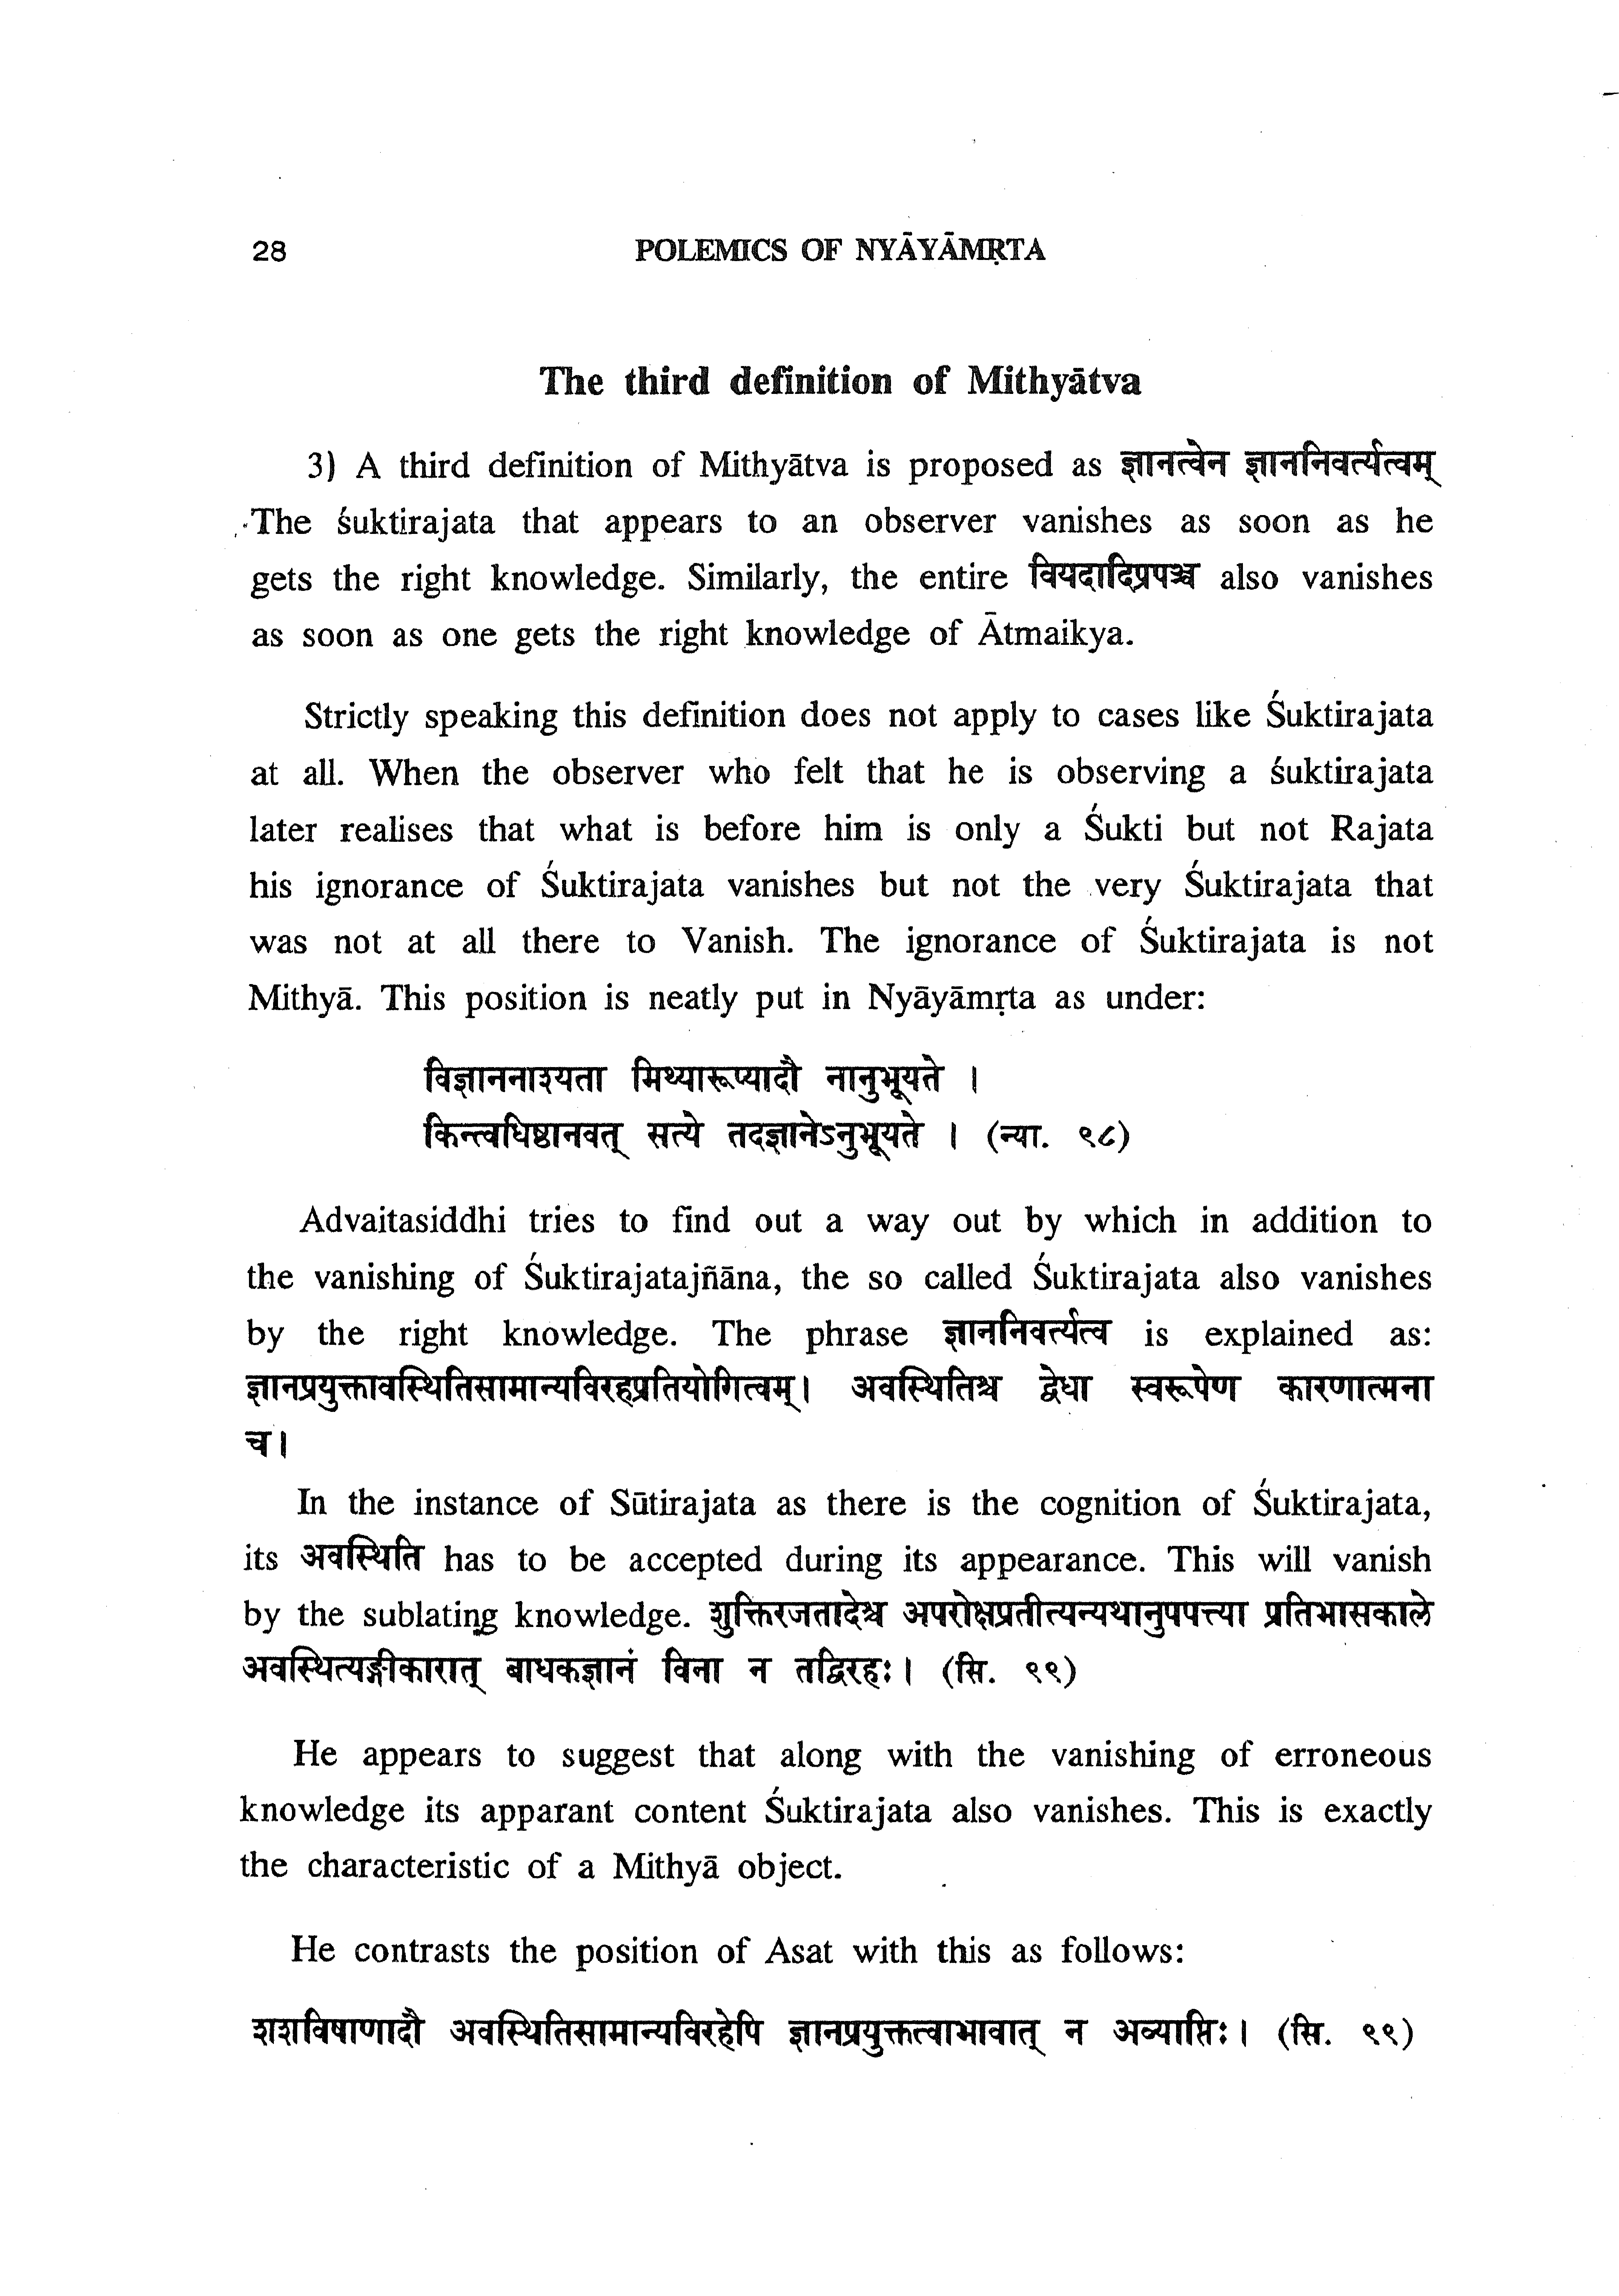 28
POLEMICS OF NYĀYĀMṚTA
The third definition of Mithyātva
3) A third definition of Mithyātva is proposed as ज्ञानत्वेन ज्ञाननिवर्त्यत्वम्
The śuktirajata that appears to an observer vanishes as soon as he
gets the right knowledge. Similarly, the entire वियदादिप्रपञ्च also vanishes
as soon as one gets the right knowledge of Ātmaikya.
Strictly speaking this definition does not apply to cases like Śuktirajata
at all. When the observer who felt that he is observing a śuktirajata
later realises that what is before him is only a Śukti but not Rajata
his ignorance of Śuktirajata vanishes but not the very Śuktirajata that
was not at all there to Vanish. The ignorance of Śuktirajata is not
Mithyā. This position is neatly put in Nyāyāmṛta as under:
विज्ञाननाश्यता मिथ्यारूप्यादौ नानुभूयते ।
किन्त्वधिष्ठानवत् सत्ये तदज्ञानेऽनुभूयते । (न्या. ९८)
Advaitasiddhi tries to find out a way out by which in addition to
the vanishing of Śuktirajatajñāna, the so called Śuktirajata also vanishes
by the right knowledge. The phrase ज्ञाननिवर्त्यत्व is explained as:
ज्ञानप्रयुक्तावस्थितिसामान्यविरहप्रतियोगित्वम्। अवस्थितिश्च द्वेधा स्वरूपेण कारणात्मना
च।
In the instance of Sūtirajata as there is the cognition of Śuktirajata,
its अवस्थिति has to be accepted during its appearance. This will vanish
by the sublating knowledge. शुक्तिरजतादेश्च अपरोक्षप्रतीत्यन्यथानुपपत्त्या प्रतिभासकाले
अवस्थित्यङ्गीकारात् बाधकज्ञानं विना न तद्विरहः। (सि. ९९)
He appears to suggest that along with the vanishing of erroneous
knowledge its apparant content Śuktirajata also vanishes. This is exactly
the characteristic of a Mithyā object.
He contrasts the position of Asat with this as follows:
शशविषाणादौ अवस्थितिसामान्यविरहेपि ज्ञानप्रयुक्तत्वाभावात् न अव्याप्तिः। (सि. ९९)